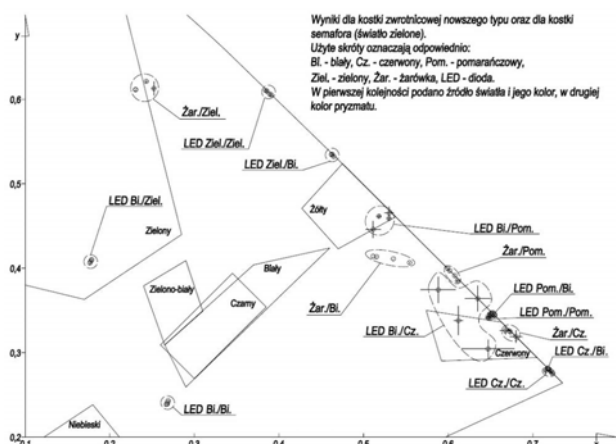 Wyniki dla kostki zwrotnicowej nowszego typu oraz dla kostki
semafora (światło zielone).
Użyte skróty oznaczają odpowiednio:
Bl. - biały, Cz. - czerwony, Pom. - pomarańczowy,
Ziel. - zielony, Żar. - żarówka, LED - dioda.
W pierwszej kolejności podano źródło światła i jego kolor, w drugiej
kolor pryzmatu.
y
0,6
0,5
0,4
0,3
0,2
Żar./Ziel.
LED Ziel./Ziel.
LED Ziel./Bi.
LED Bi./Ziel.
Zielony
Żółty
LED Bi./Pom.
Biały
Zielono-biały
Czarny
Żar./Bi.
Żar./Pom.
LED Pom./Bi.
LED Pom./Pom.
LED Bi./Cz.
Żar./Cz.
Czerwony
LED Cz./Bi.
LED Cz./Cz.
LED Bi./Bi.
Niebieski
0,1
0,2
0,3
0,4
0,5
0,6
0,7
x